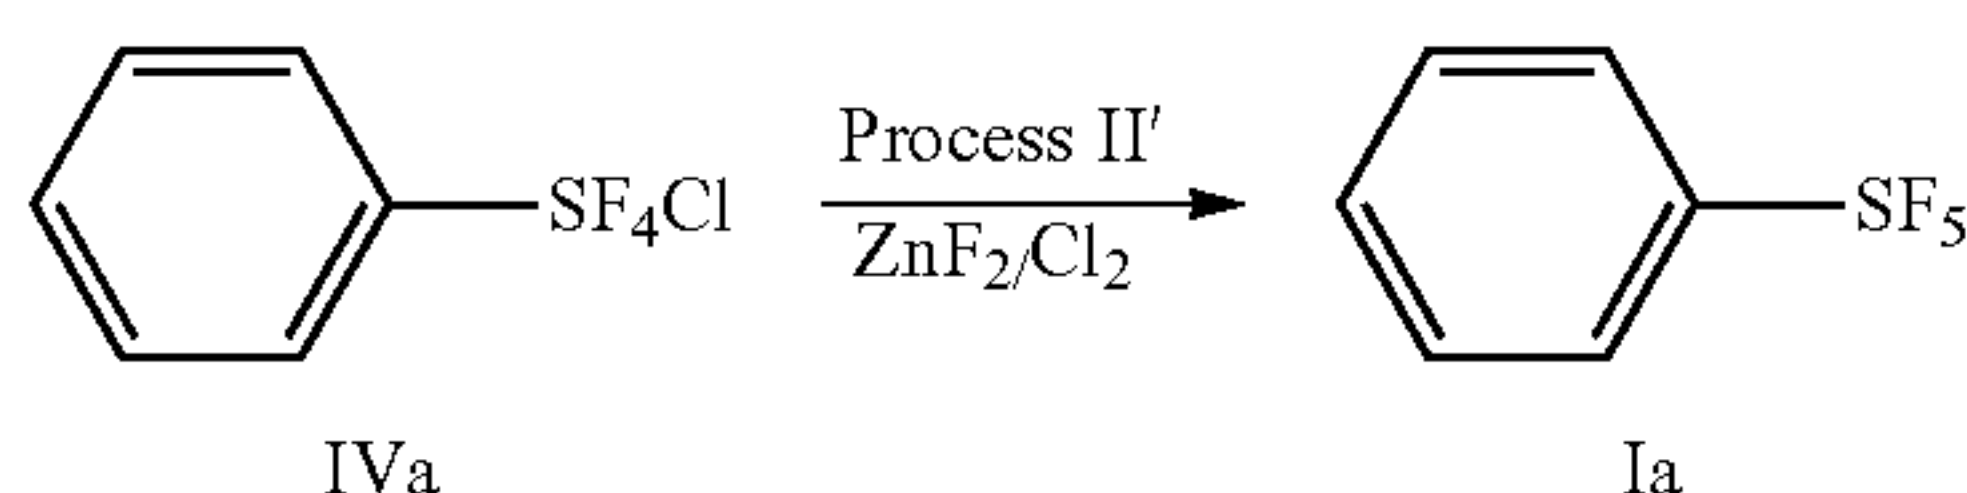 Process II′
SF₄Cl
SF₅
ZnF₂/Cl₂
IVa
Ia